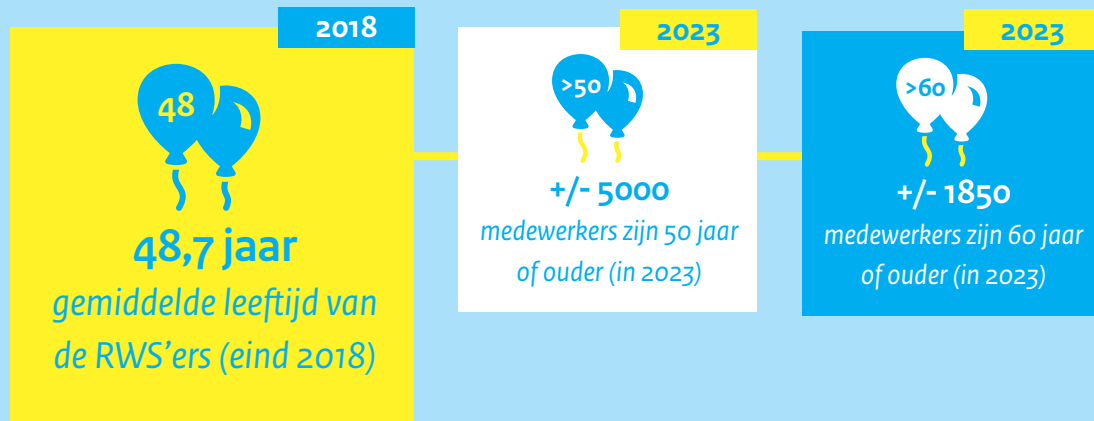 2018
48
48,7 jaar
gemiddelde leeftijd van
de RWS’ers (eind 2018)
2023
>50
+/- 5000
medewerkers zijn 50 jaar
of ouder (in 2023)
2023
>60
+/- 1850
medewerkers zijn 60 jaar
of ouder (in 2023)